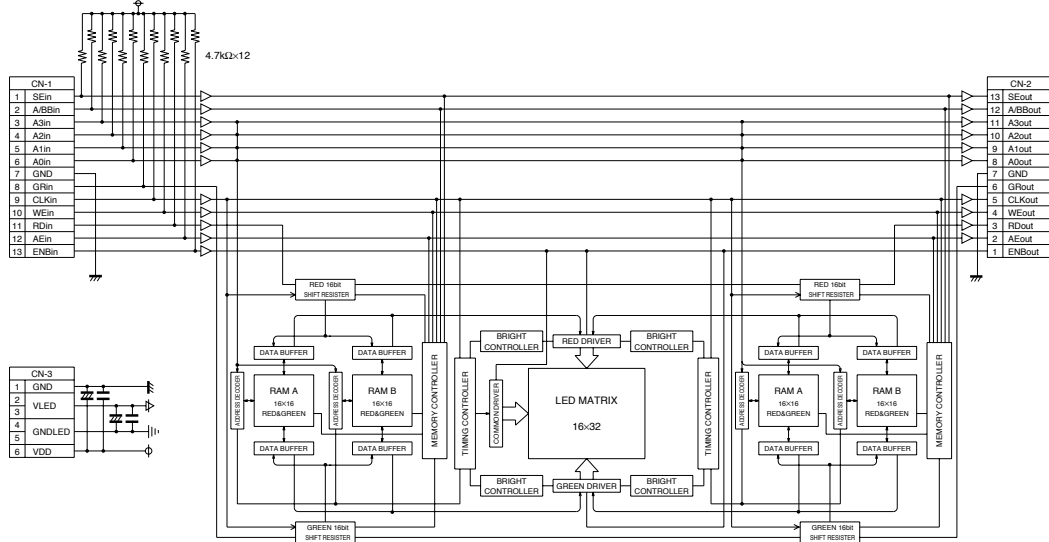 4.7kΩ×12
CN-1
1 SEin
2 A/BBin
3 A3in
4 A2in
5 A1in
6 A0in
7 GND
8 GRin
9 CLKin
10 WEin
11 RDin
12 AEin
13 ENBin
CN-2
13 SEout
12 A/BBout
11 A3out
10 A2out
9 A1out
8 A0out
7 GND
6 GRout
5 CLKout
4 WEout
3 RDout
2 AEout
1 ENBout
CN-3
1 GND
2
VLED
3
4
GNDLED
5
6 VDD
RED 16bit
SHIFT RESISTER
DATA BUFFER
DATA BUFFER
ADDRESS DECODER
RAM A
16×16
RED&GREEN
ADDRESS DECODER
RAM B
16×16
RED&GREEN
DATA BUFFER
DATA BUFFER
GREEN 16bit
SHIFT RESISTER
MEMORY CONTROLLER
TIMING CONTROLLER
BRIGHT
CONTROLLER
RED DRIVER
BRIGHT
CONTROLLER
COMMON DRIVER
LED MATRIX
16×32
BRIGHT
CONTROLLER
GREEN DRIVER
BRIGHT
CONTROLLER
TIMING CONTROLLER
RED 16bit
SHIFT RESISTER
DATA BUFFER
DATA BUFFER
ADDRESS DECODER
RAM A
16×16
RED&GREEN
ADDRESS DECODER
RAM B
16×16
RED&GREEN
DATA BUFFER
DATA BUFFER
GREEN 16bit
SHIFT RESISTER
MEMORY CONTROLLER